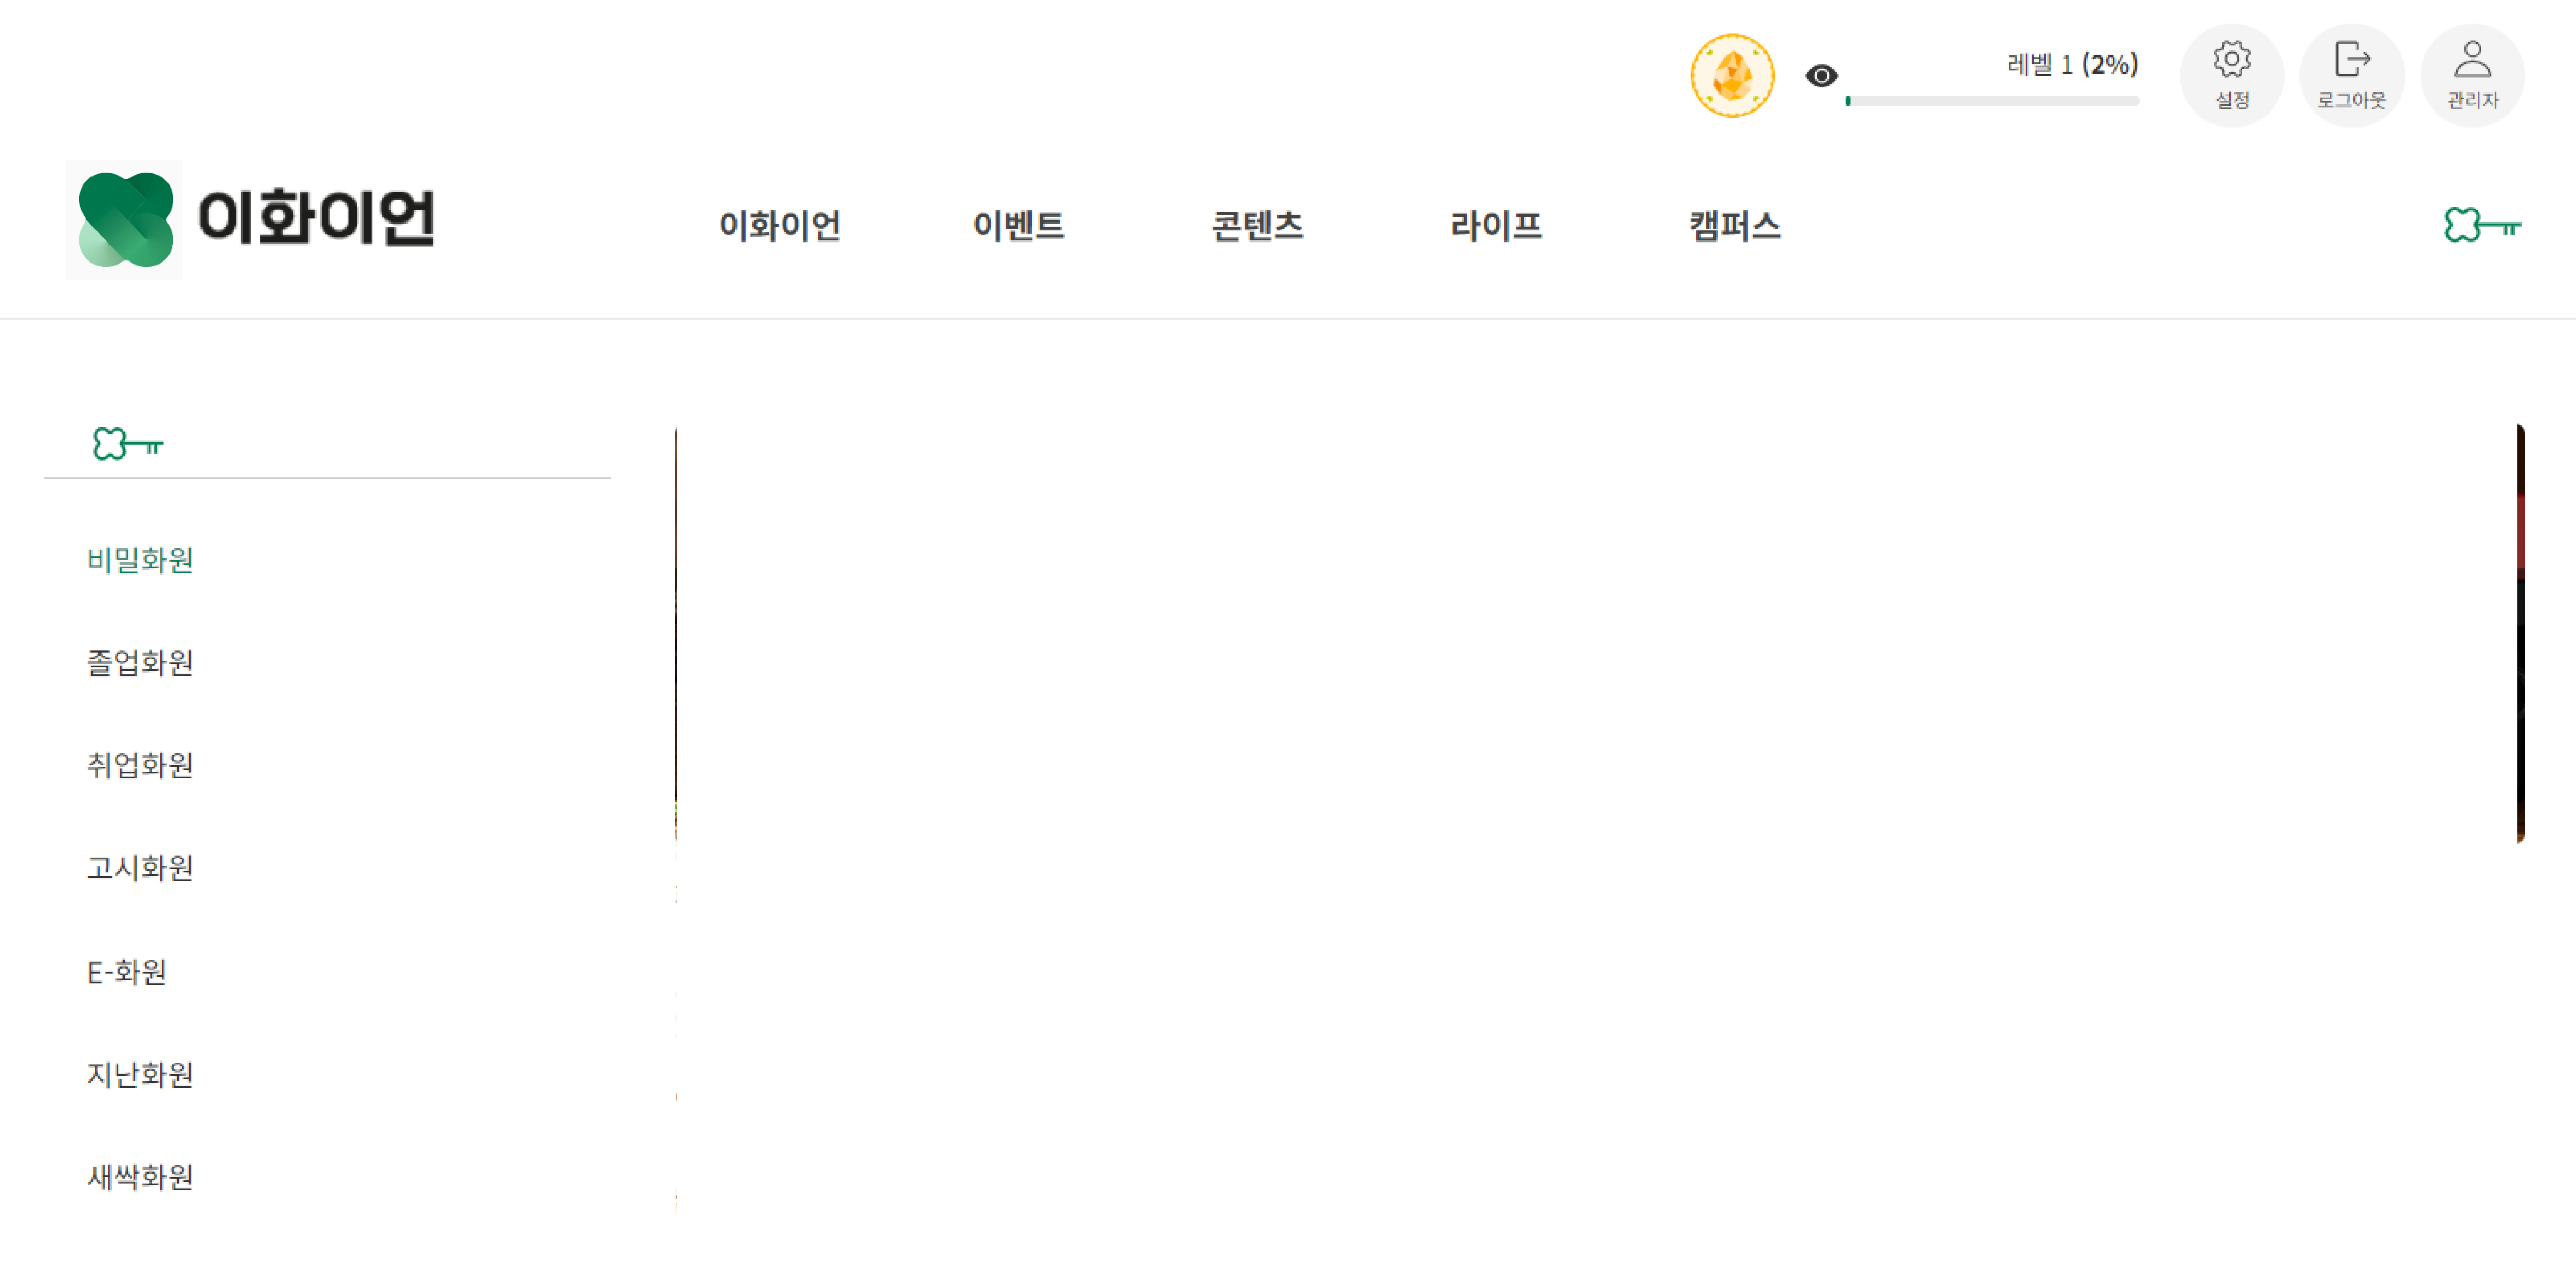 레벨 1 (2%)
설정
로그아웃
관리자
이화이언
이화이언
이벤트
콘텐츠
라이프
캠퍼스
비밀화원
졸업화원
취업화원
고시화원
E-화원
지난화원
새싹화원